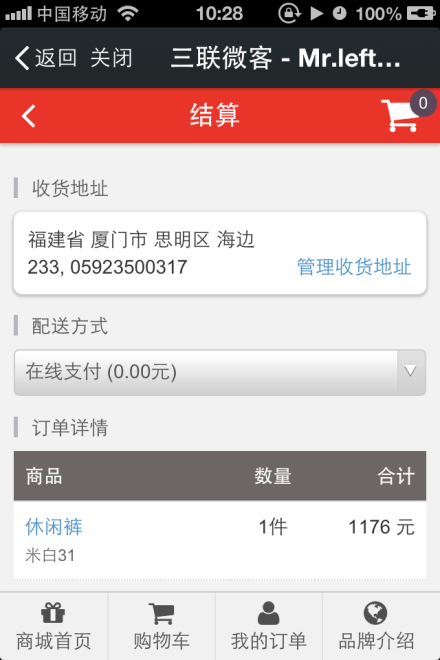 中国移动 10:28 100%
返回 关闭 三联微客 - Mr.left...
结算 0
收货地址
福建省 厦门市 思明区 海边
233, 05923500317 管理收货地址
配送方式
在线支付 (0.00元)
订单详情
商品 数量 合计
休闲裤 1件 1176 元
米白31
商城首页 购物车 我的订单 品牌介绍